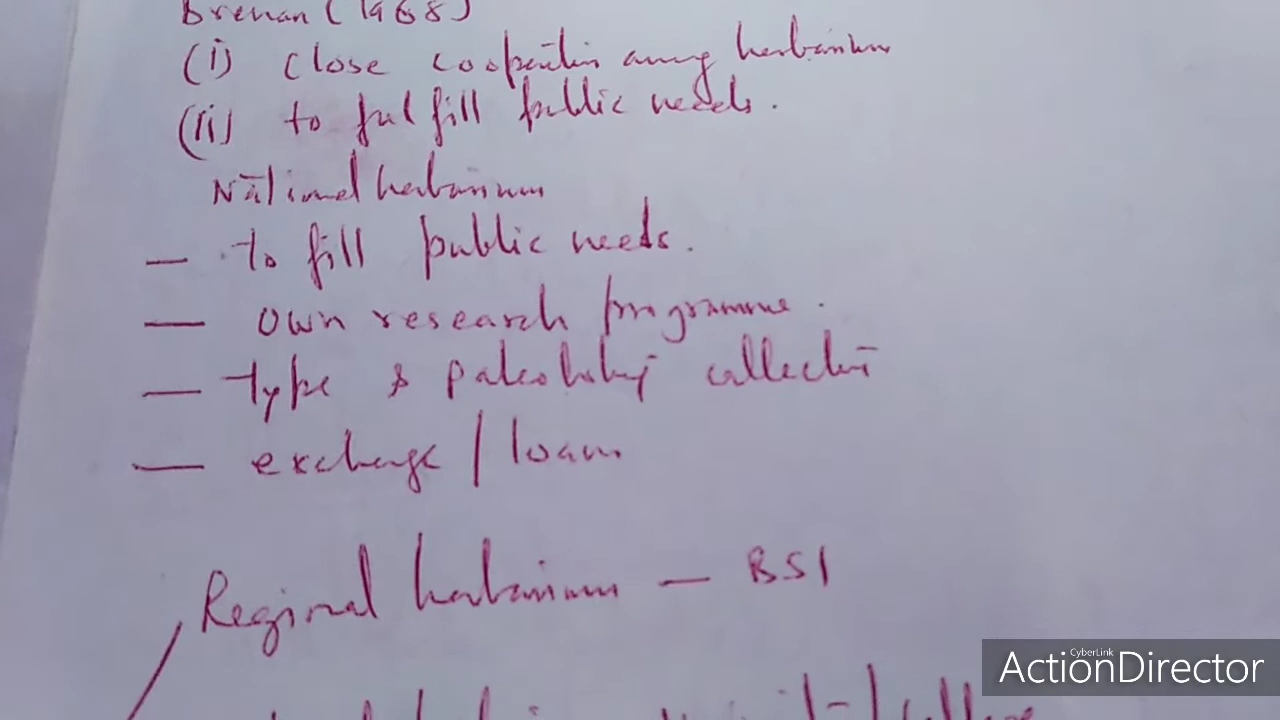 Brenan (1968)
(i) close cooperation among herbarium
(ii) to fulfill public needs.
National herbarium
— to fill public needs.
— own research programme.
— type & collection
— exchange / loan
Regional herbarium — BSI
CyberLink
ActionDirector